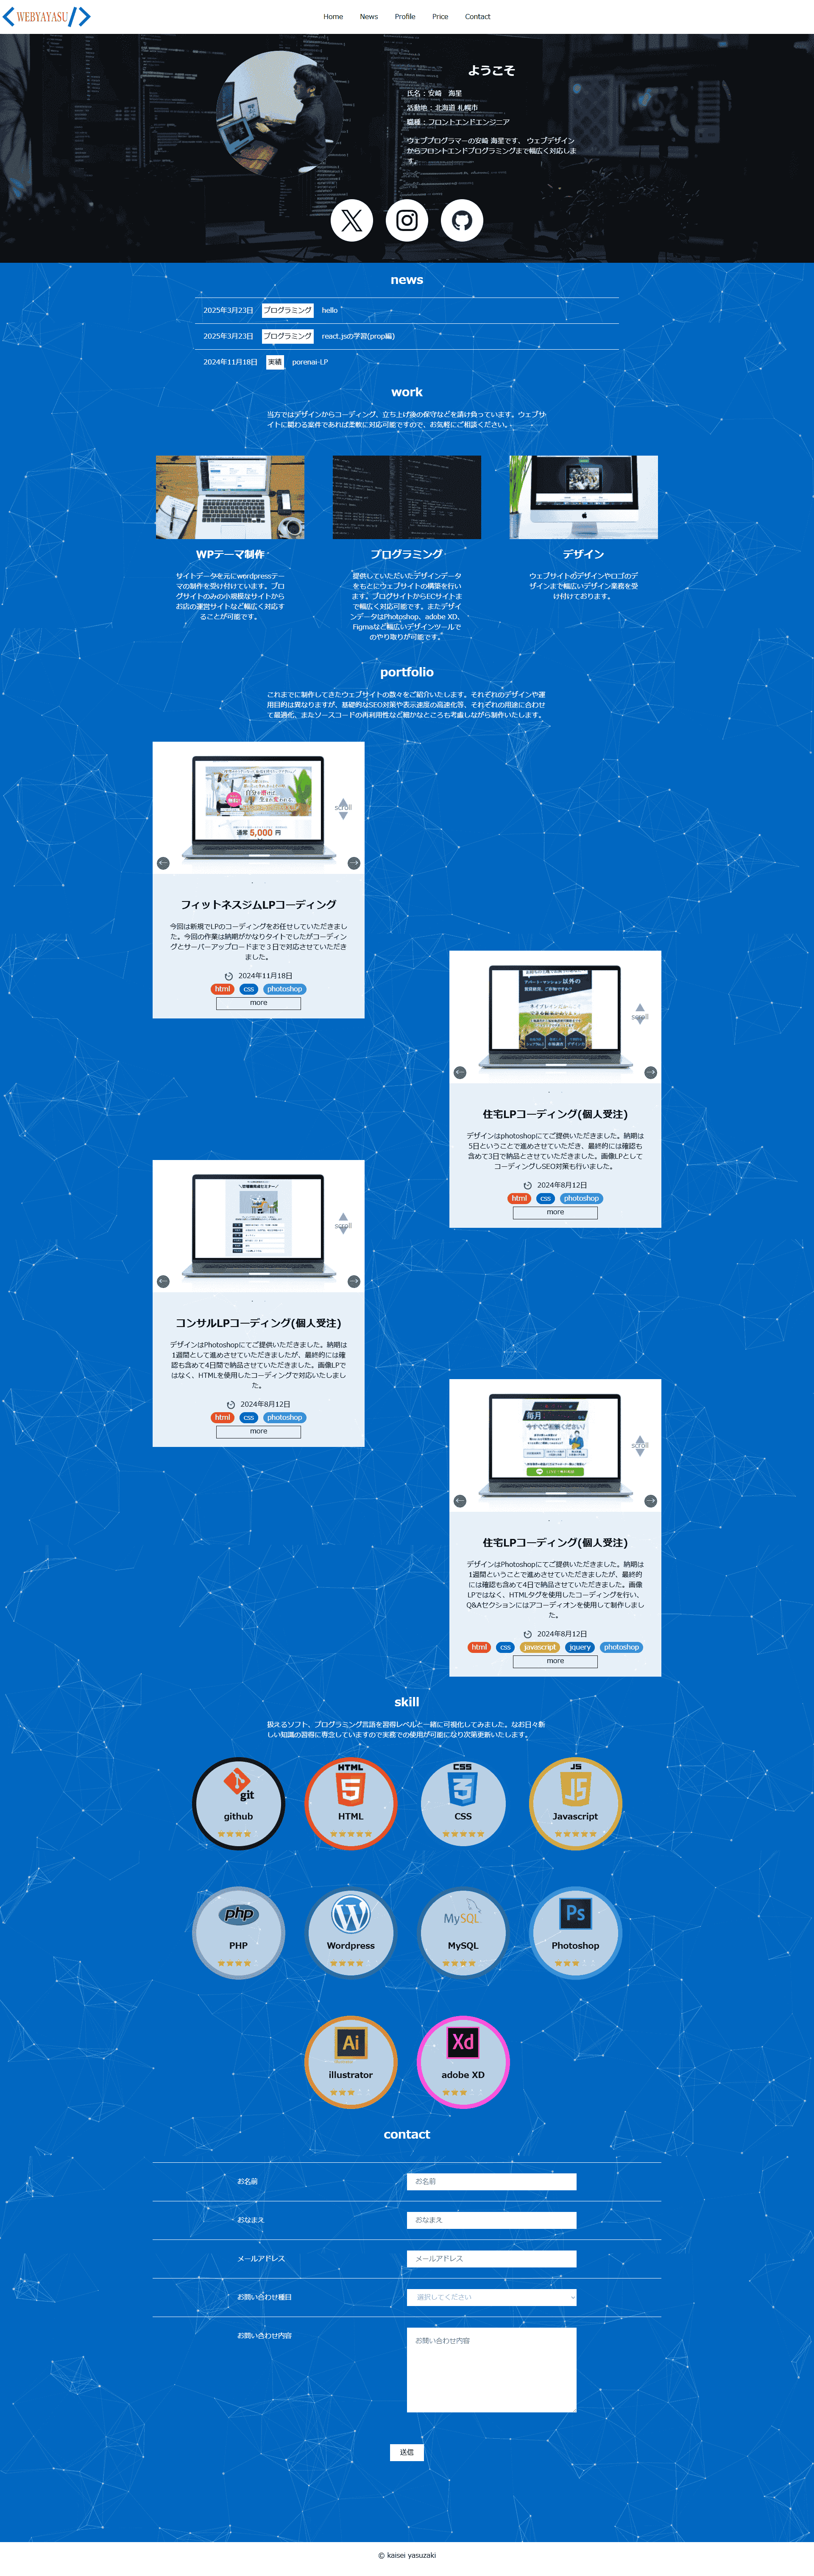 WEBYAYASU
Home News Profile Price Contact
ようこそ
氏名：安崎　海星
活動地：北海道 札幌市
職種：フロントエンドエンジニア
ウェブプログラマーの安崎 海星です、 ウェブデザイン
からフロントエンドプログラミングまで幅広く対応しま
す。
news
2025年3月23日 プログラミング hello
2025年3月23日 プログラミング react.jsの学習(prop編)
2024年11月18日 実績 porenai-LP
work
当方ではデザインからコーディング、立ち上げ後の保守などを請け負っています。ウェブサ
イトに関わる案件であれば柔軟に対応可能ですので、お気軽にご相談ください。
WPテーマ制作
サイトデータを元にwordpressテー
マの制作を受け付けています。ブロ
グサイトのみの小規模なサイトから
お店の運営サイトなど幅広く対応す
ることが可能です。
プログラミング
提供していただいたデザインデータ
をもとにウェブサイトの構築を行い
ます。ブログサイトからECサイトま
で幅広く対応可能です。またデザイ
ンデータはPhotoshop、adobe XD、
Figmaなど幅広いデザインツールで
のやり取りが可能です。
デザイン
ウェブサイトのデザインやロゴのデ
ザインまで幅広いデザイン業務を受
け付けております。
portfolio
これまでに制作してきたウェブサイトの数々をご紹介いたします。それぞれのデザインや運
用目的は異なりますが、基礎的なSEO対策や表示速度の高速化等、それぞれの用途に合わせ
て最適化、またソースコードの再利用性など細かなところも考慮しながら制作いたします。
通常 5,000 円
scroll
フィットネスジムLPコーディング
今回は新規でLPのコーディングをお任せしていただきまし
た。今回の作業は納期がかなりタイトでしたがコーディン
グとサーバーアップロードまで３日で対応させていただき
ました。
2024年11月18日
html css photoshop
more
scroll
住宅LPコーディング(個人受注)
デザインはphotoshopにてご提供いただきました。納期は
5日ということで進めさせていただき、最終的には確認も
含めて3日で納品とさせていただきました。画像LPとして
コーディングしSEO対策も行いました。
2024年8月12日
html css photoshop
more
scroll
コンサルLPコーディング(個人受注)
デザインはPhotoshopにてご提供いただきました。納期は
1週間として進めさせていただきましたが、最終的には確
認も含めて4日間で納品させていただきました。画像LPで
はなく、HTMLを使用したコーディングで対応いたしまし
た。
2024年8月12日
html css photoshop
more
毎月
今すぐご相談ください!
scroll
住宅LPコーディング(個人受注)
デザインはPhotoshopにてご提供いただきました。納期は
1週間ということで進めさせていただきましたが、最終的
には確認も含めて4日で納品させていただきました。画像
LPではなく、HTMLタグを使用したコーディングを行い、
Q&Aセクションにはアコーディオンを使用して制作しまし
た。
2024年8月12日
html css javascript jquery photoshop
more
skill
扱えるソフト、プログラミング言語を習得レベルと一緒に可視化してみました。なお日々新
しい知識の習得に専念していますので実務での使用が可能になり次第更新いたします。
git
github
HTML
5
HTML
CSS
3
CSS
JS
JS
Javascript
php
PHP
W
Wordpress
MySQL
MySQL
Ps
Photoshop
Ai
illustrator
Xd
adobe XD
contact
お名前 お名前
おなまえ おなまえ
メールアドレス メールアドレス
お問い合わせ種目 選択してください
お問い合わせ内容 お問い合わせ内容
送信
© kaisei yasuzaki